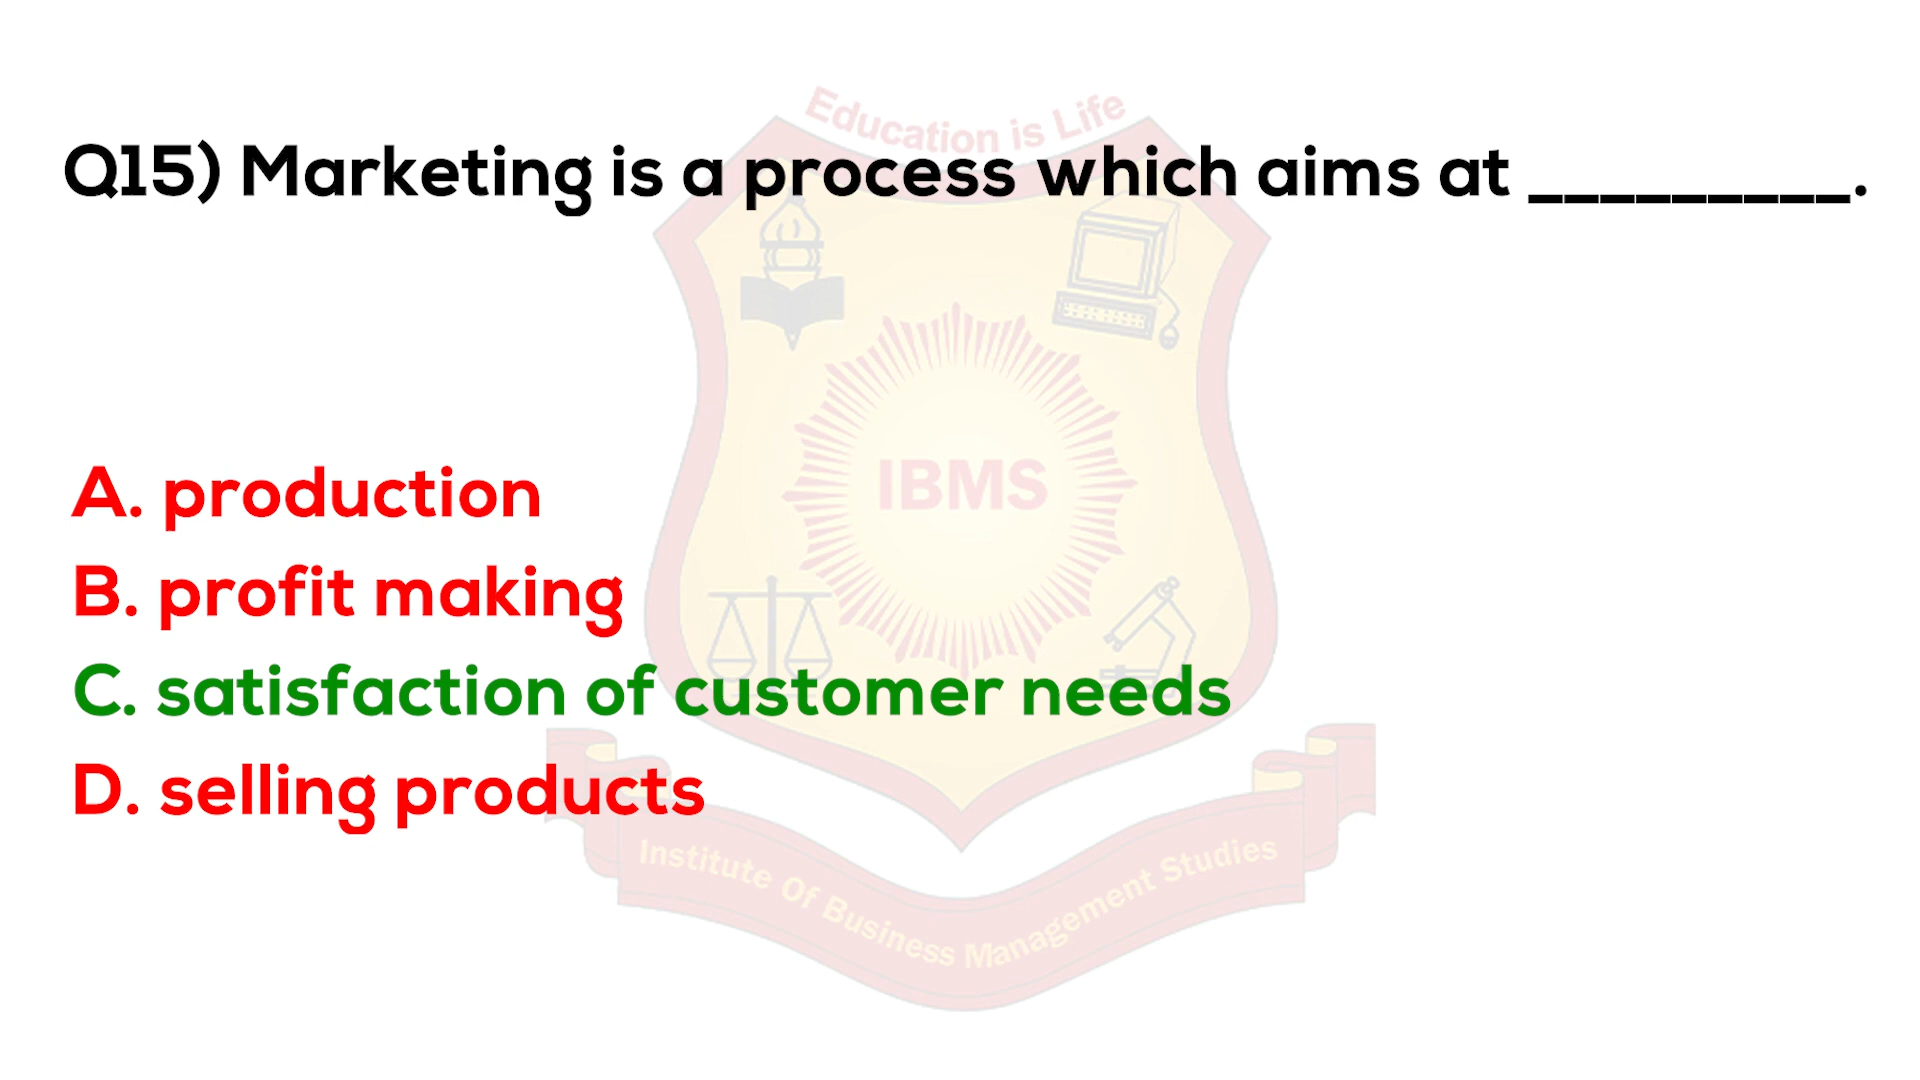 Education is Life
Q15) Marketing is a process which aims at _________.
IBMS
A. production
B. profit making
C. satisfaction of customer needs
D. selling products
Institute Of Business Management Studies